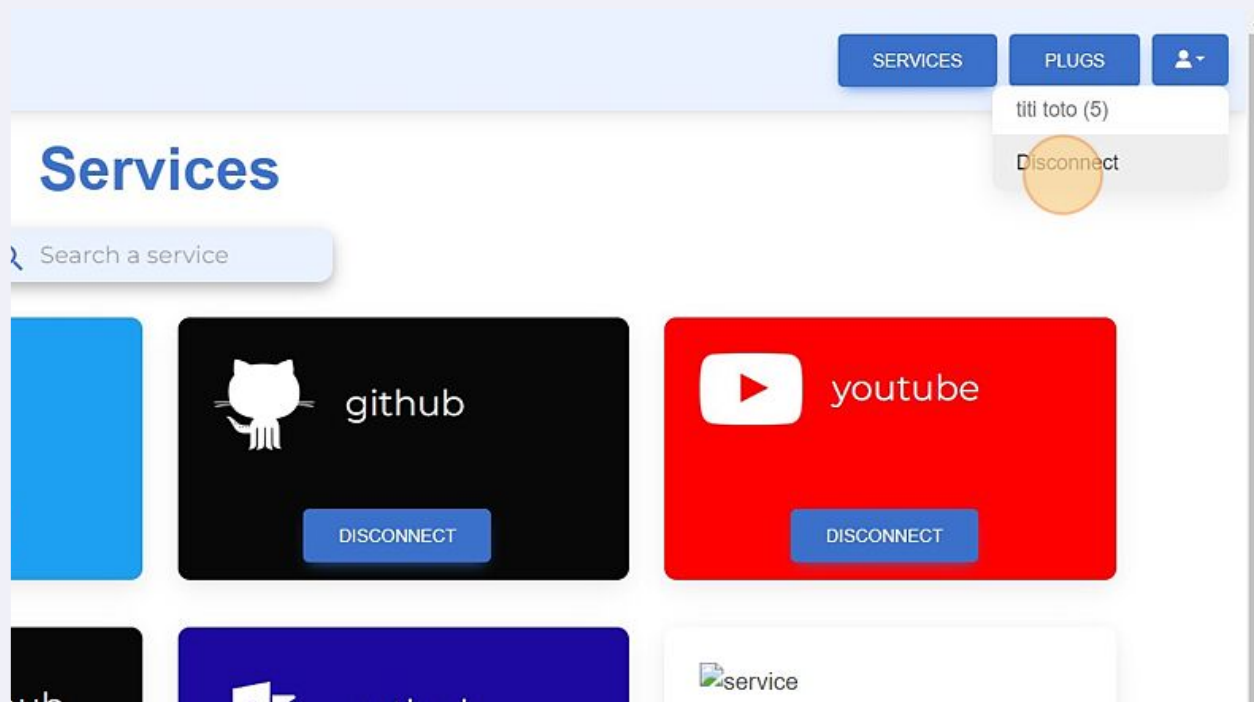 SERVICES
PLUGS
titi toto (5)
Disconnect
Services
Search a service
github
youtube
DISCONNECT
DISCONNECT
service